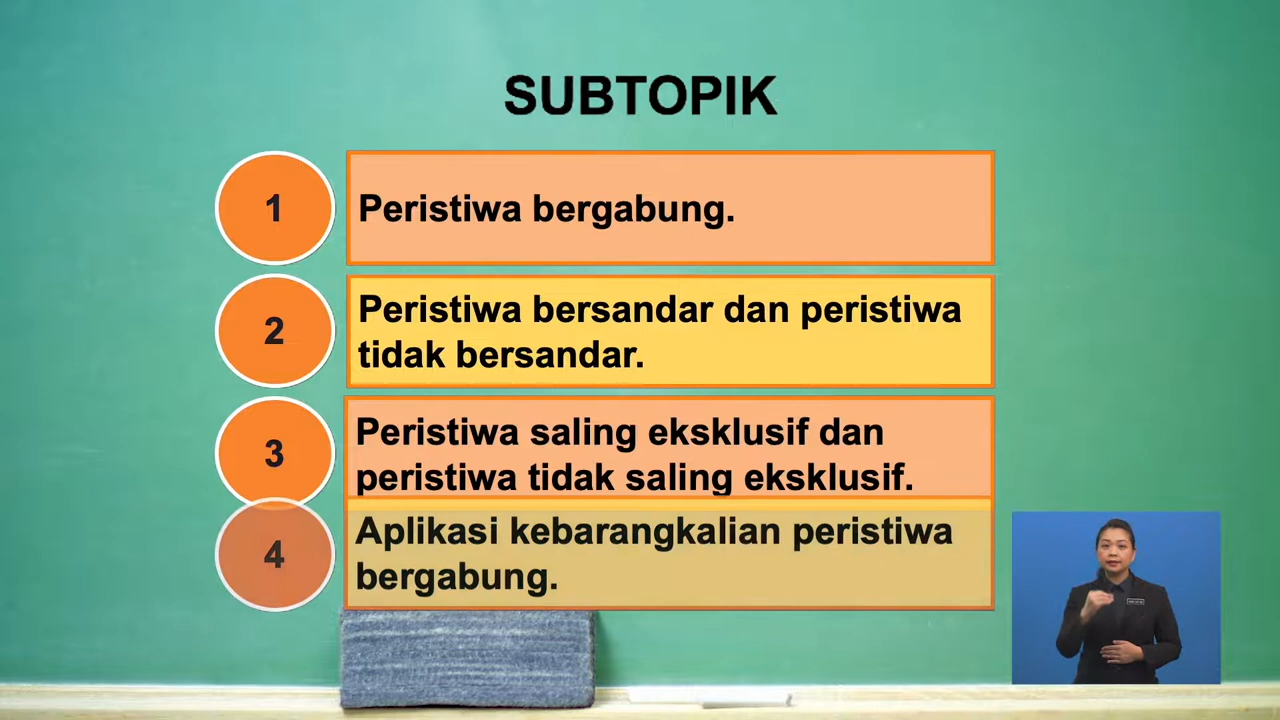 SUBTOPIK
1
Peristiwa bergabung.
2
Peristiwa bersandar dan peristiwa
tidak bersandar.
3
Peristiwa saling eksklusif dan
peristiwa tidak saling eksklusif.
4
Aplikasi kebarangkalian peristiwa
bergabung.